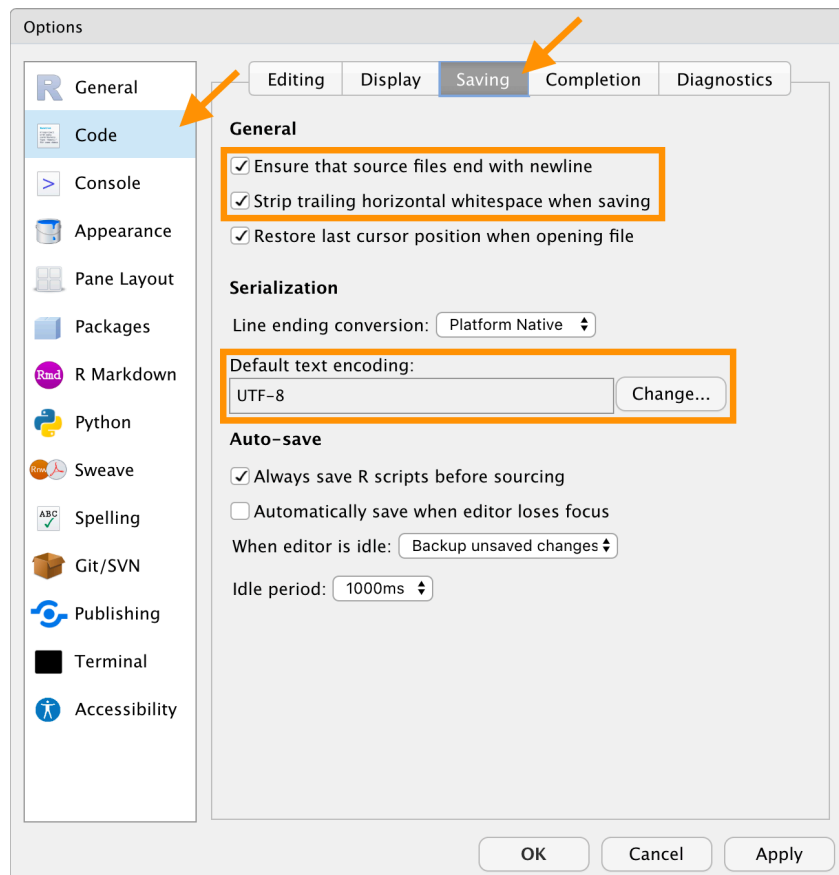 Options
General
Code
Console
Appearance
Pane Layout
Packages
Rmd R Markdown
Python
Rnw Sweave
ABC Spelling
Git/SVN
Publishing
Terminal
Accessibility
Editing Display Saving Completion Diagnostics
General
Ensure that source files end with newline
Strip trailing horizontal whitespace when saving
Restore last cursor position when opening file
Serialization
Line ending conversion: Platform Native
Default text encoding:
UTF-8 Change...
Auto-save
Always save R scripts before sourcing
Automatically save when editor loses focus
When editor is idle: Backup unsaved changes
Idle period: 1000ms
OK Cancel Apply